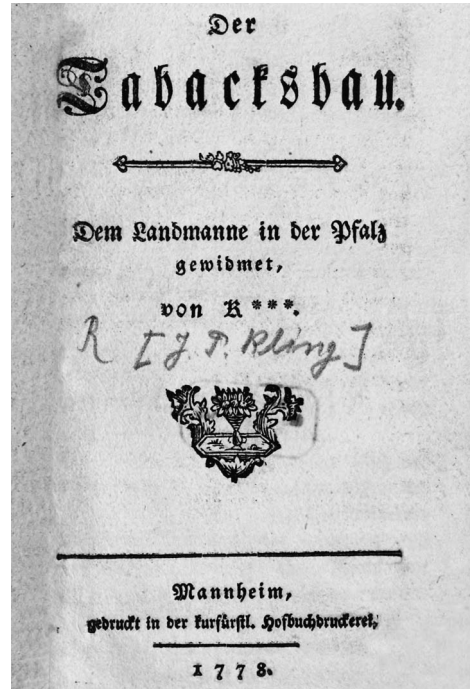 Der
Tabacksbau.
Dem Landmanne in der Pfalz
gewidmet,
von K***.
R [J. P. Kling]
Mannheim,
gedruckt in der kurfürstl. Hofbuchdruckerei,
1778.